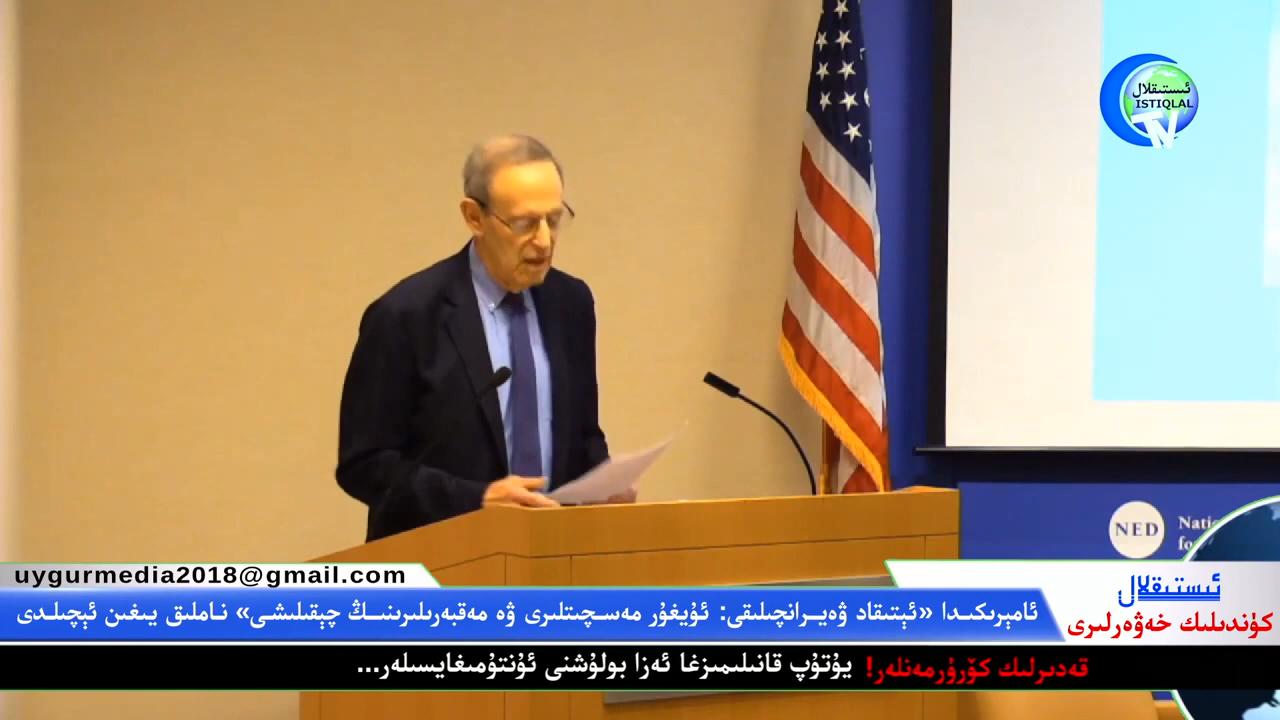 ئىستىقلال
ISTIQLAL
TV
NED
uygurmedia2018@gmail.com
ئىستىقلال
كۈندىلىك خەۋەرلىرى
ئامېرىكىدا «ئېتىقاد ۋەيرانچىلىقى: ئۇيغۇر مەسچىتلىرى ۋە مەقبەرىلىرىنىڭ چېقىلىشى» ناملىق يىغىن ئېچىلدى
قەدىرلىك كۆرۈرمەنلەر! يۇتۇپ قانىلىمىزغا ئەزا بولۇشنى ئۇنتۇمىغايسىلەر...